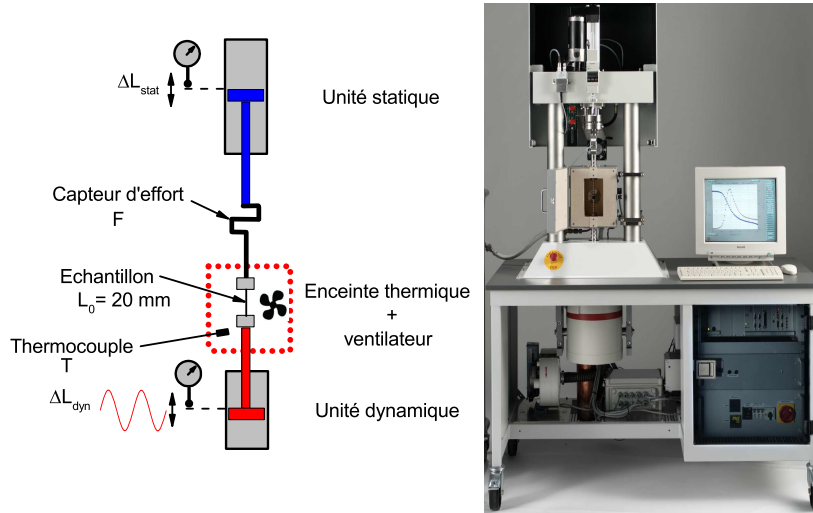 ΔL_stat
Unité statique
Capteur d'effort
F
Echantillon
L_0= 20 mm
Enceinte thermique
+
ventilateur
Thermocouple
T
ΔL_dyn
Unité dynamique